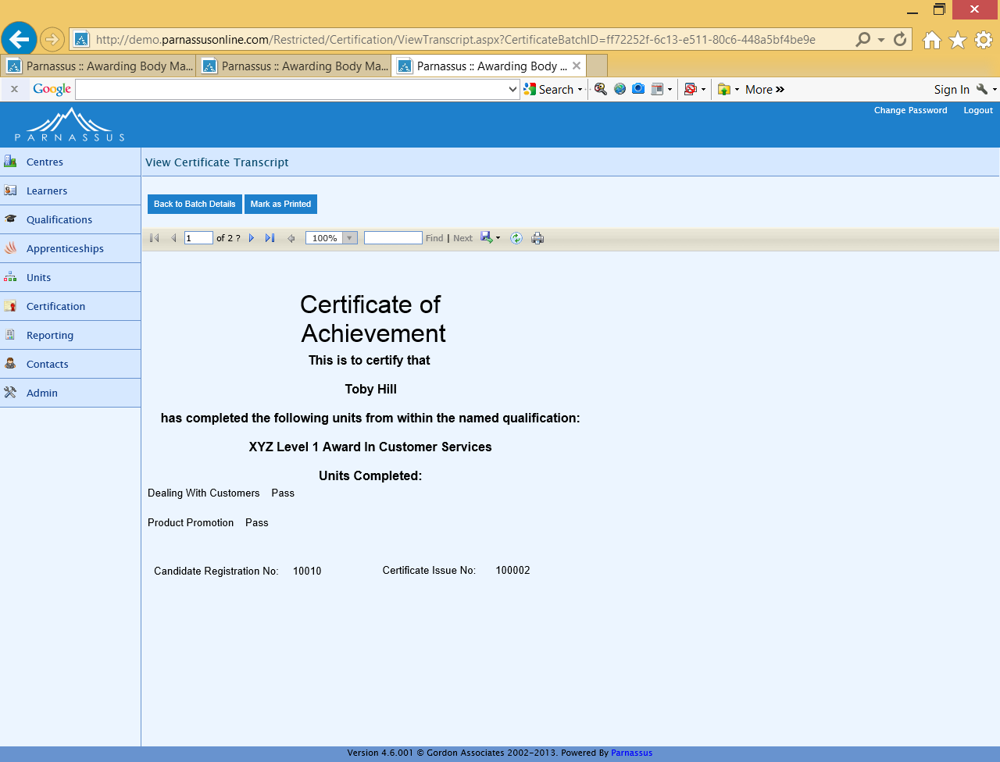 http://demo.parnassusonline.com/Restricted/Certification/ViewTranscript.aspx?CertificateBatchID=ff72252f-6c13-e511-80c6-448a5bf4be9e
Parnassus :: Awarding Body Ma... Parnassus :: Awarding Body Ma... Parnassus :: Awarding Body ...
x Google Search More » Sign In
Change Password Logout
PARNASSUS
Centres
View Certificate Transcript
Learners
Back to Batch Details Mark as Printed
Qualifications
1 of 2 ? 100% Find | Next
Apprenticeships
Units
Certification
Reporting
Contacts
Admin
Certificate of
Achievement
This is to certify that
Toby Hill
has completed the following units from within the named qualification:
XYZ Level 1 Award In Customer Services
Units Completed:
Dealing With Customers Pass
Product Promotion Pass
Candidate Registration No: 10010 Certificate Issue No: 100002
Version 4.6.001 © Gordon Associates 2002-2013. Powered By Parnassus